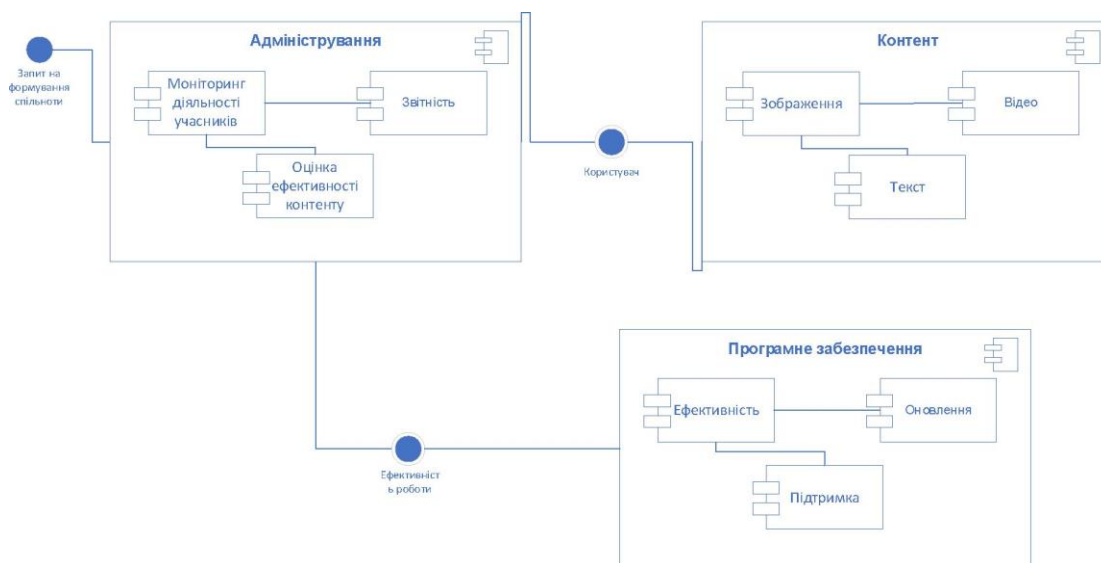 Адміністрування
Запит на
формування
спільноти
Моніторинг
діяльності
учасників
Звітність
Оцінка
ефективності
контенту
Користувач
Контент
Зображення
Відео
Текст
Ефективніст
ь роботи
Програмне забезпечення
Ефективність
Оновлення
Підтримка